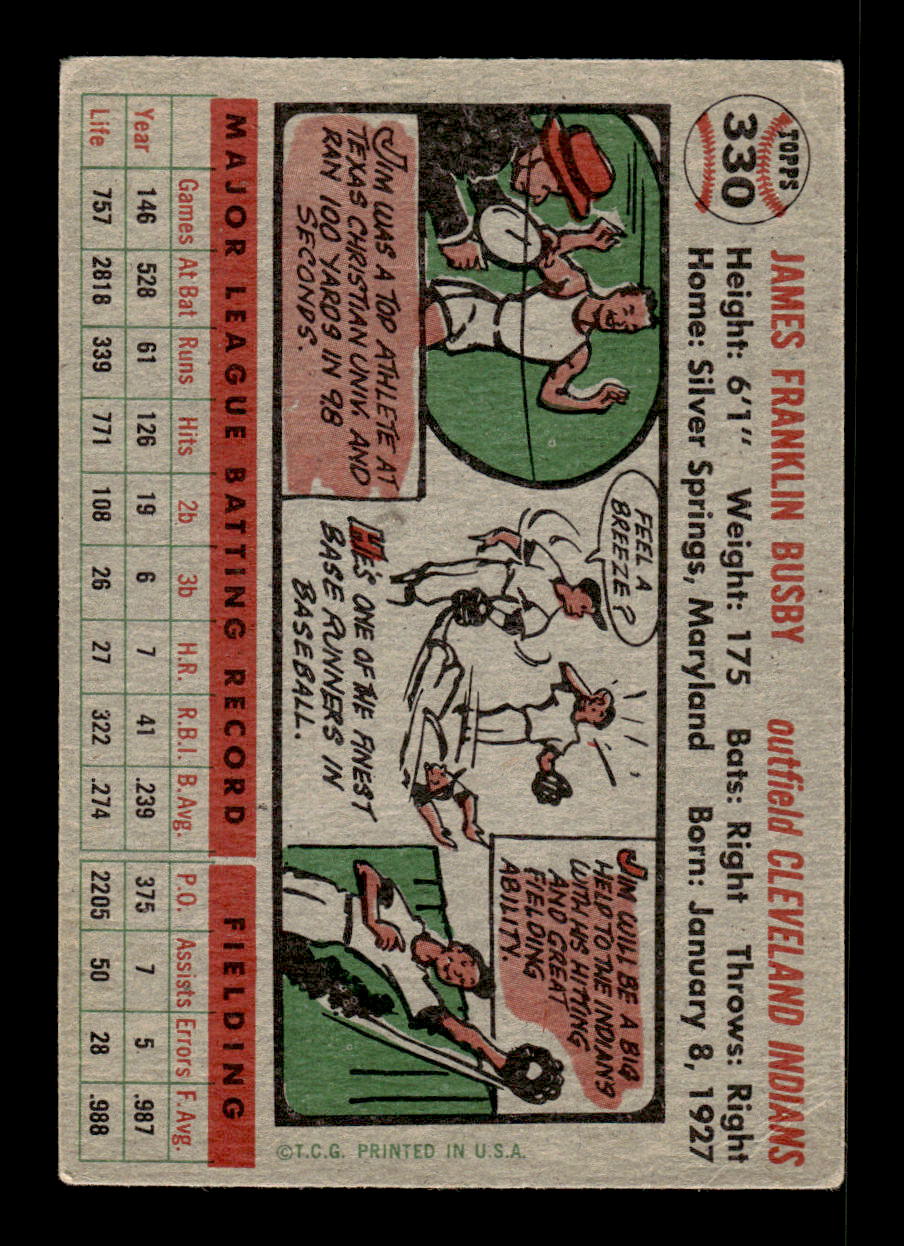 TOPPS
330
JAMES FRANKLIN BUSBY outfield CLEVELAND INDIANS
Height: 6'1" Weight: 175 Bats: Right Throws: Right
Home: Silver Springs, Maryland Born: January 8, 1927
JIM WAS A TOP ATHLETE AT
TEXAS CHRISTIAN UNIV. AND
RAN 100 YARDS IN 9.8
SECONDS.
FEEL A
BREEZE?
HE'S ONE OF THE FINEST
BASE RUNNERS IN
BASEBALL.
JIM WILL BE A BIG
HELD TO THE INDIANS
WITH HIS HITTING
AND GREAT
FIELDING
ABILITY.
MAJOR LEAGUE BATTING RECORD FIELDING
Games At Bat Runs Hits 2b 3b H.R. R.B.I. B.Avg. P.O. Assists Errors F.Avg.
Year 146 528 61 126 19 6 7 41 .239 375 7 5 .987
Life 757 2818 339 771 108 26 27 322 .274 2205 50 28 .988
©T.C.G. PRINTED IN U.S.A.